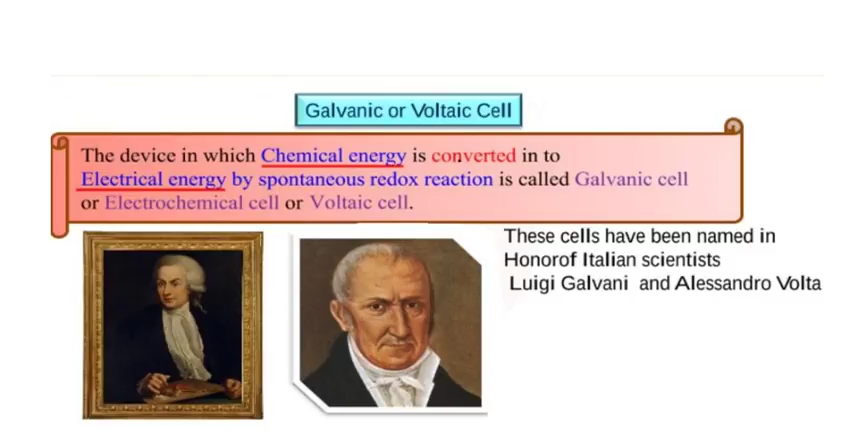 Galvanic or Voltaic Cell
The device in which Chemical energy is converted in to
Electrical energy by spontaneous redox reaction is called Galvanic cell
or Electrochemical cell or Voltaic cell.
These cells have been named in
Honorof Italian scientists
Luigi Galvani and Alessandro Volta